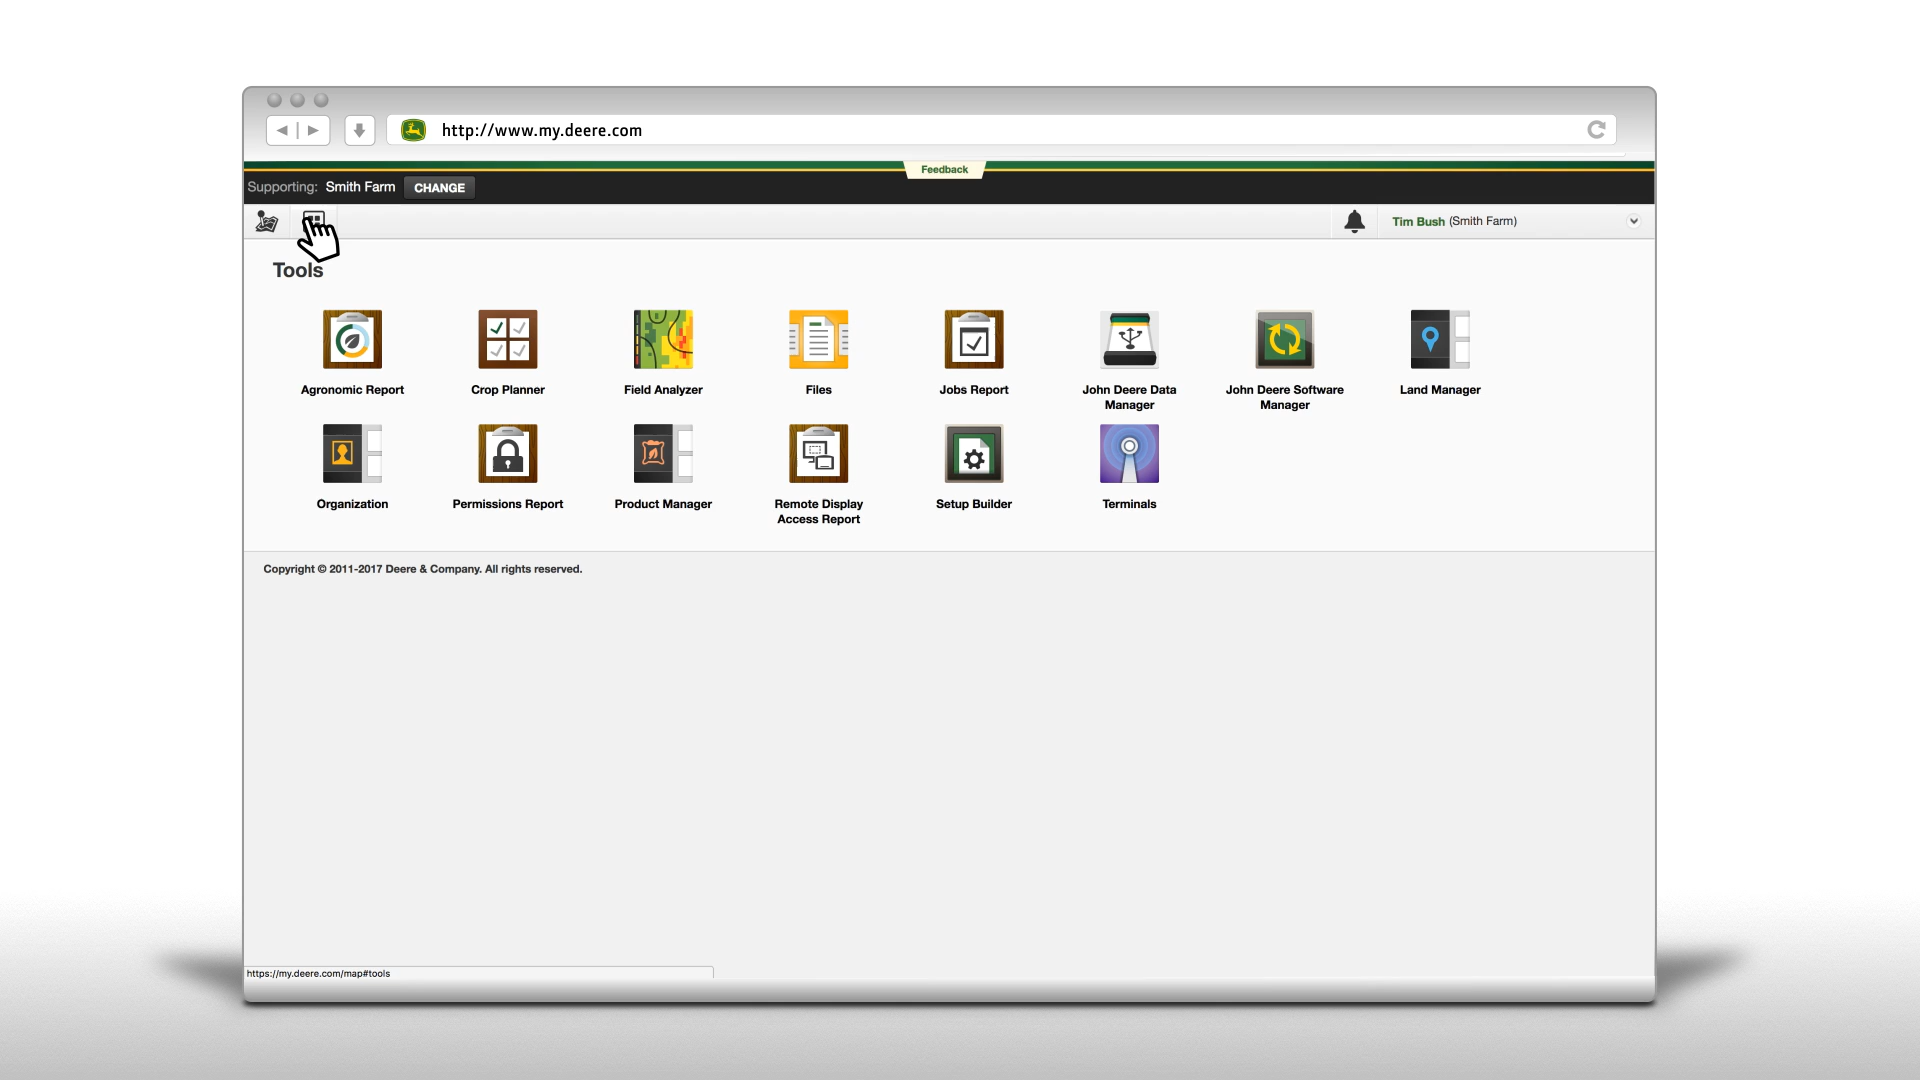 http://www.my.deere.com
Feedback
Supporting: Smith Farm CHANGE
Tim Bush (Smith Farm)
Tools
Agronomic Report
Crop Planner
Field Analyzer
Files
Jobs Report
John Deere Data
Manager
John Deere Software
Manager
Land Manager
Organization
Permissions Report
Product Manager
Remote Display
Access Report
Setup Builder
Terminals
Copyright © 2011-2017 Deere & Company. All rights reserved.
https://my.deere.com/map#tools